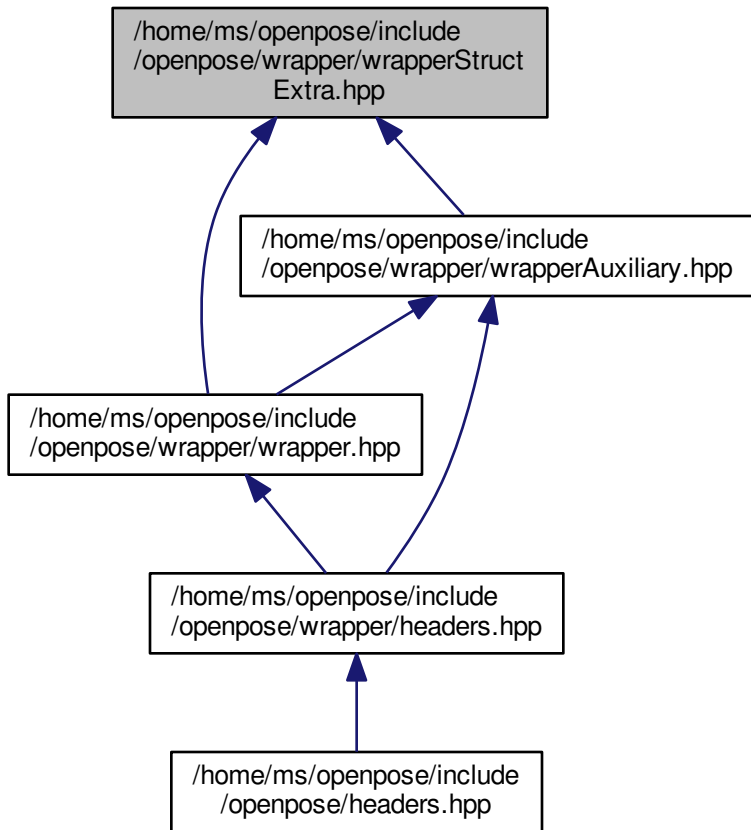 /home/ms/openpose/include
/openpose/wrapper/wrapperStruct
Extra.hpp
/home/ms/openpose/include
/openpose/wrapper/wrapperAuxiliary.hpp
/home/ms/openpose/include
/openpose/wrapper/wrapper.hpp
/home/ms/openpose/include
/openpose/wrapper/headers.hpp
/home/ms/openpose/include
/openpose/headers.hpp